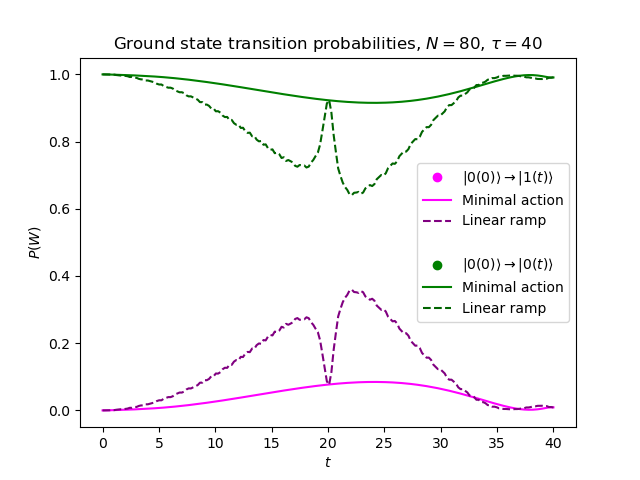 Ground state transition probabilities, N = 80, τ = 40
P(W)
1.0
0.8
0.6
0.4
0.2
0.0
|0(0)⟩ → |1(t)⟩
Minimal action
Linear ramp
|0(0)⟩ → |0(t)⟩
Minimal action
Linear ramp
0 5 10 15 20 25 30 35 40
t